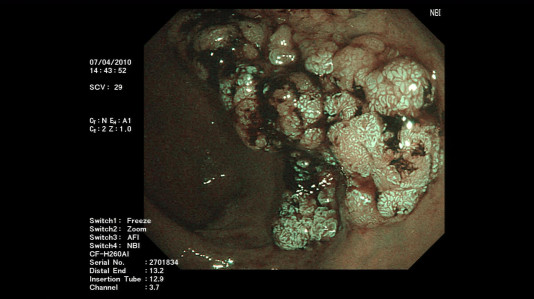 NBI
07/04/2010
14:43:52
SCV: 29
Cт:N Eн:A1
Cε:2 Z:1.0
Switch1: Freeze
Switch2: Zoom
Switch3: AFI
Switch4: NBI
CF-H260AI
Serial No. :2701834
Distal End :13.2
Insertion Tube :12.9
Channel :3.7